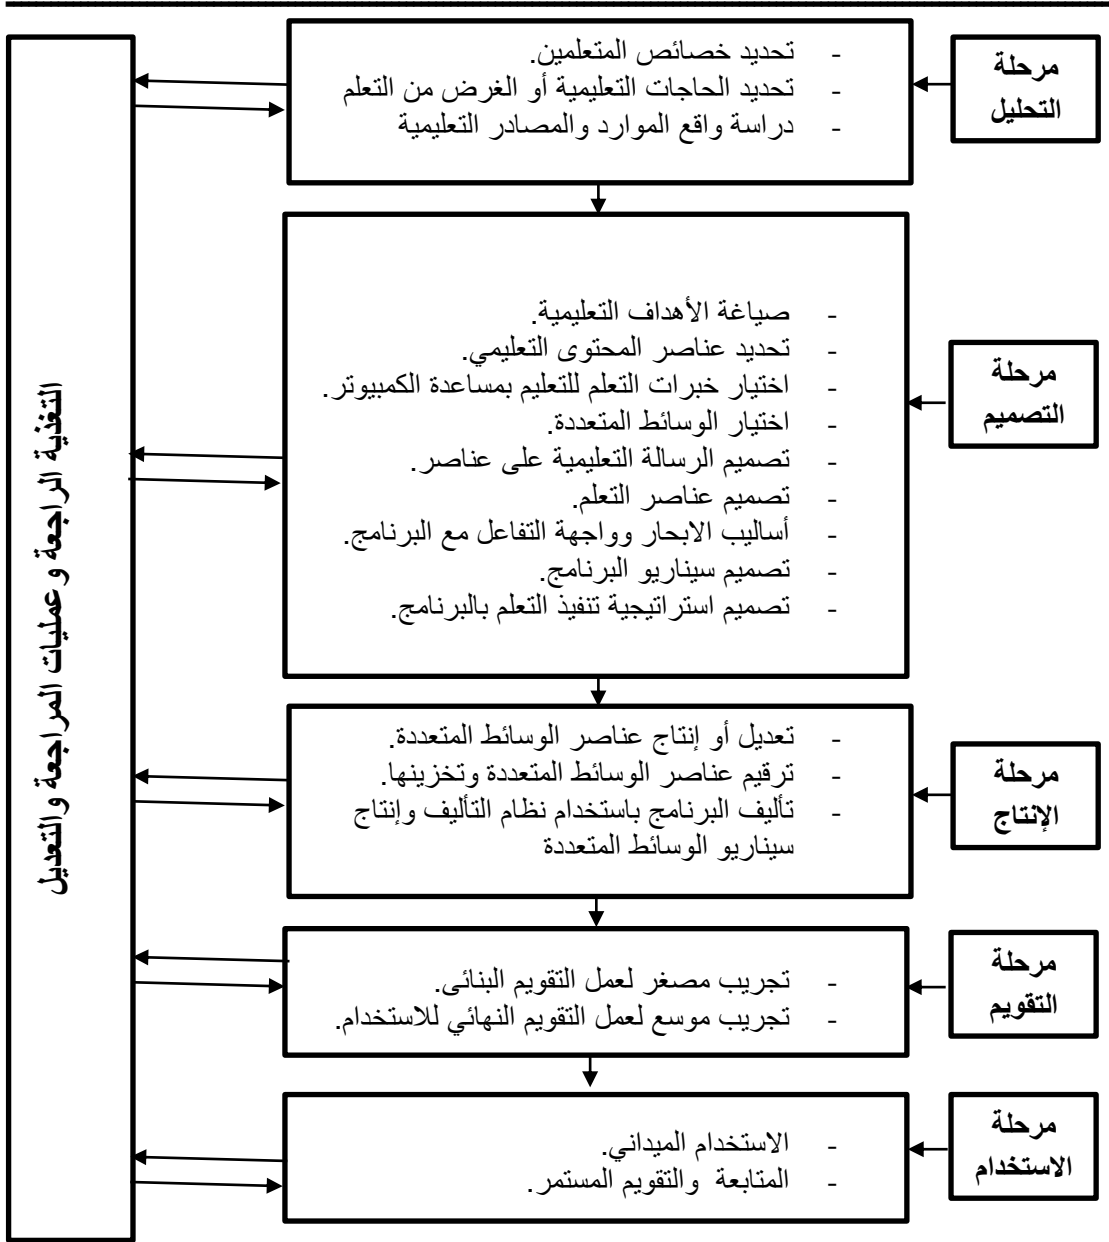 مرحلة
التحليل
- تحديد خصائص المتعلمين.
- تحديد الحاجات التعليمية أو الغرض من التعلم
- دراسة واقع الموارد والمصادر التعليمية
مرحلة
التصميم
- صياغة الأهداف التعليمية.
- تحديد عناصر المحتوى التعليمي.
- اختيار خبرات التعلم للتعليم بمساعدة الكمبيوتر.
- اختيار الوسائط المتعددة.
- تصميم الرسالة التعليمية على عناصر.
- تصميم عناصر التعلم.
- أساليب الابحار وواجهة التفاعل مع البرنامج.
- تصميم سيناريو البرنامج.
- تصميم استراتيجية تنفيذ التعلم بالبرنامج.
مرحلة
الإنتاج
- تعديل أو إنتاج عناصر الوسائط المتعددة.
- ترقيم عناصر الوسائط المتعددة وتخزينها.
- تأليف البرنامج باستخدام نظام التأليف وإنتاج
سيناريو الوسائط المتعددة
مرحلة
التقويم
- تجريب مصغر لعمل التقويم البنائى.
- تجريب موسع لعمل التقويم النهائي للاستخدام.
مرحلة
الاستخدام
- الاستخدام الميداني.
- المتابعة والتقويم المستمر.
التغذية الراجعة وعمليات المراجعة والتعديل